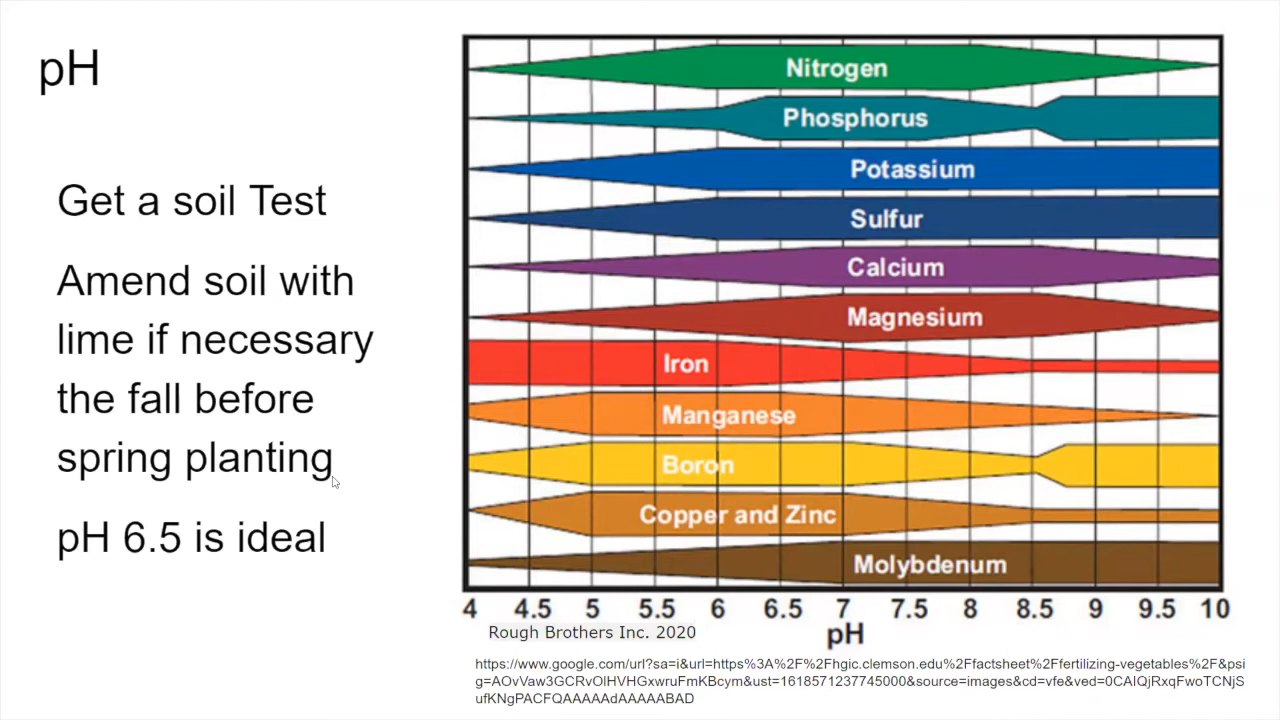 pH
Get a soil Test
Amend soil with
lime if necessary
the fall before
spring planting
pH 6.5 is ideal
Nitrogen
Phosphorus
Potassium
Sulfur
Calcium
Magnesium
Iron
Manganese
Boron
Copper and Zinc
Molybdenum
4 4.5 5 5.5 6 6.5 7 7.5 8 8.5 9 9.5 10
pH
Rough Brothers Inc. 2020
https://www.google.com/url?sa=i&url=https%3A%2F%2Fhgic.clemson.edu%2Ffactsheet%2Ffertilizing-vegetables%2F&psi
g=AOvVaw3GCRvOlHVHGxwruFmKBcym&ust=1618571237745000&source=images&cd=vfe&ved=0CAIQjRxqFwoTCNjS
ufKNgPACFQAAAAAdAAAAABAD